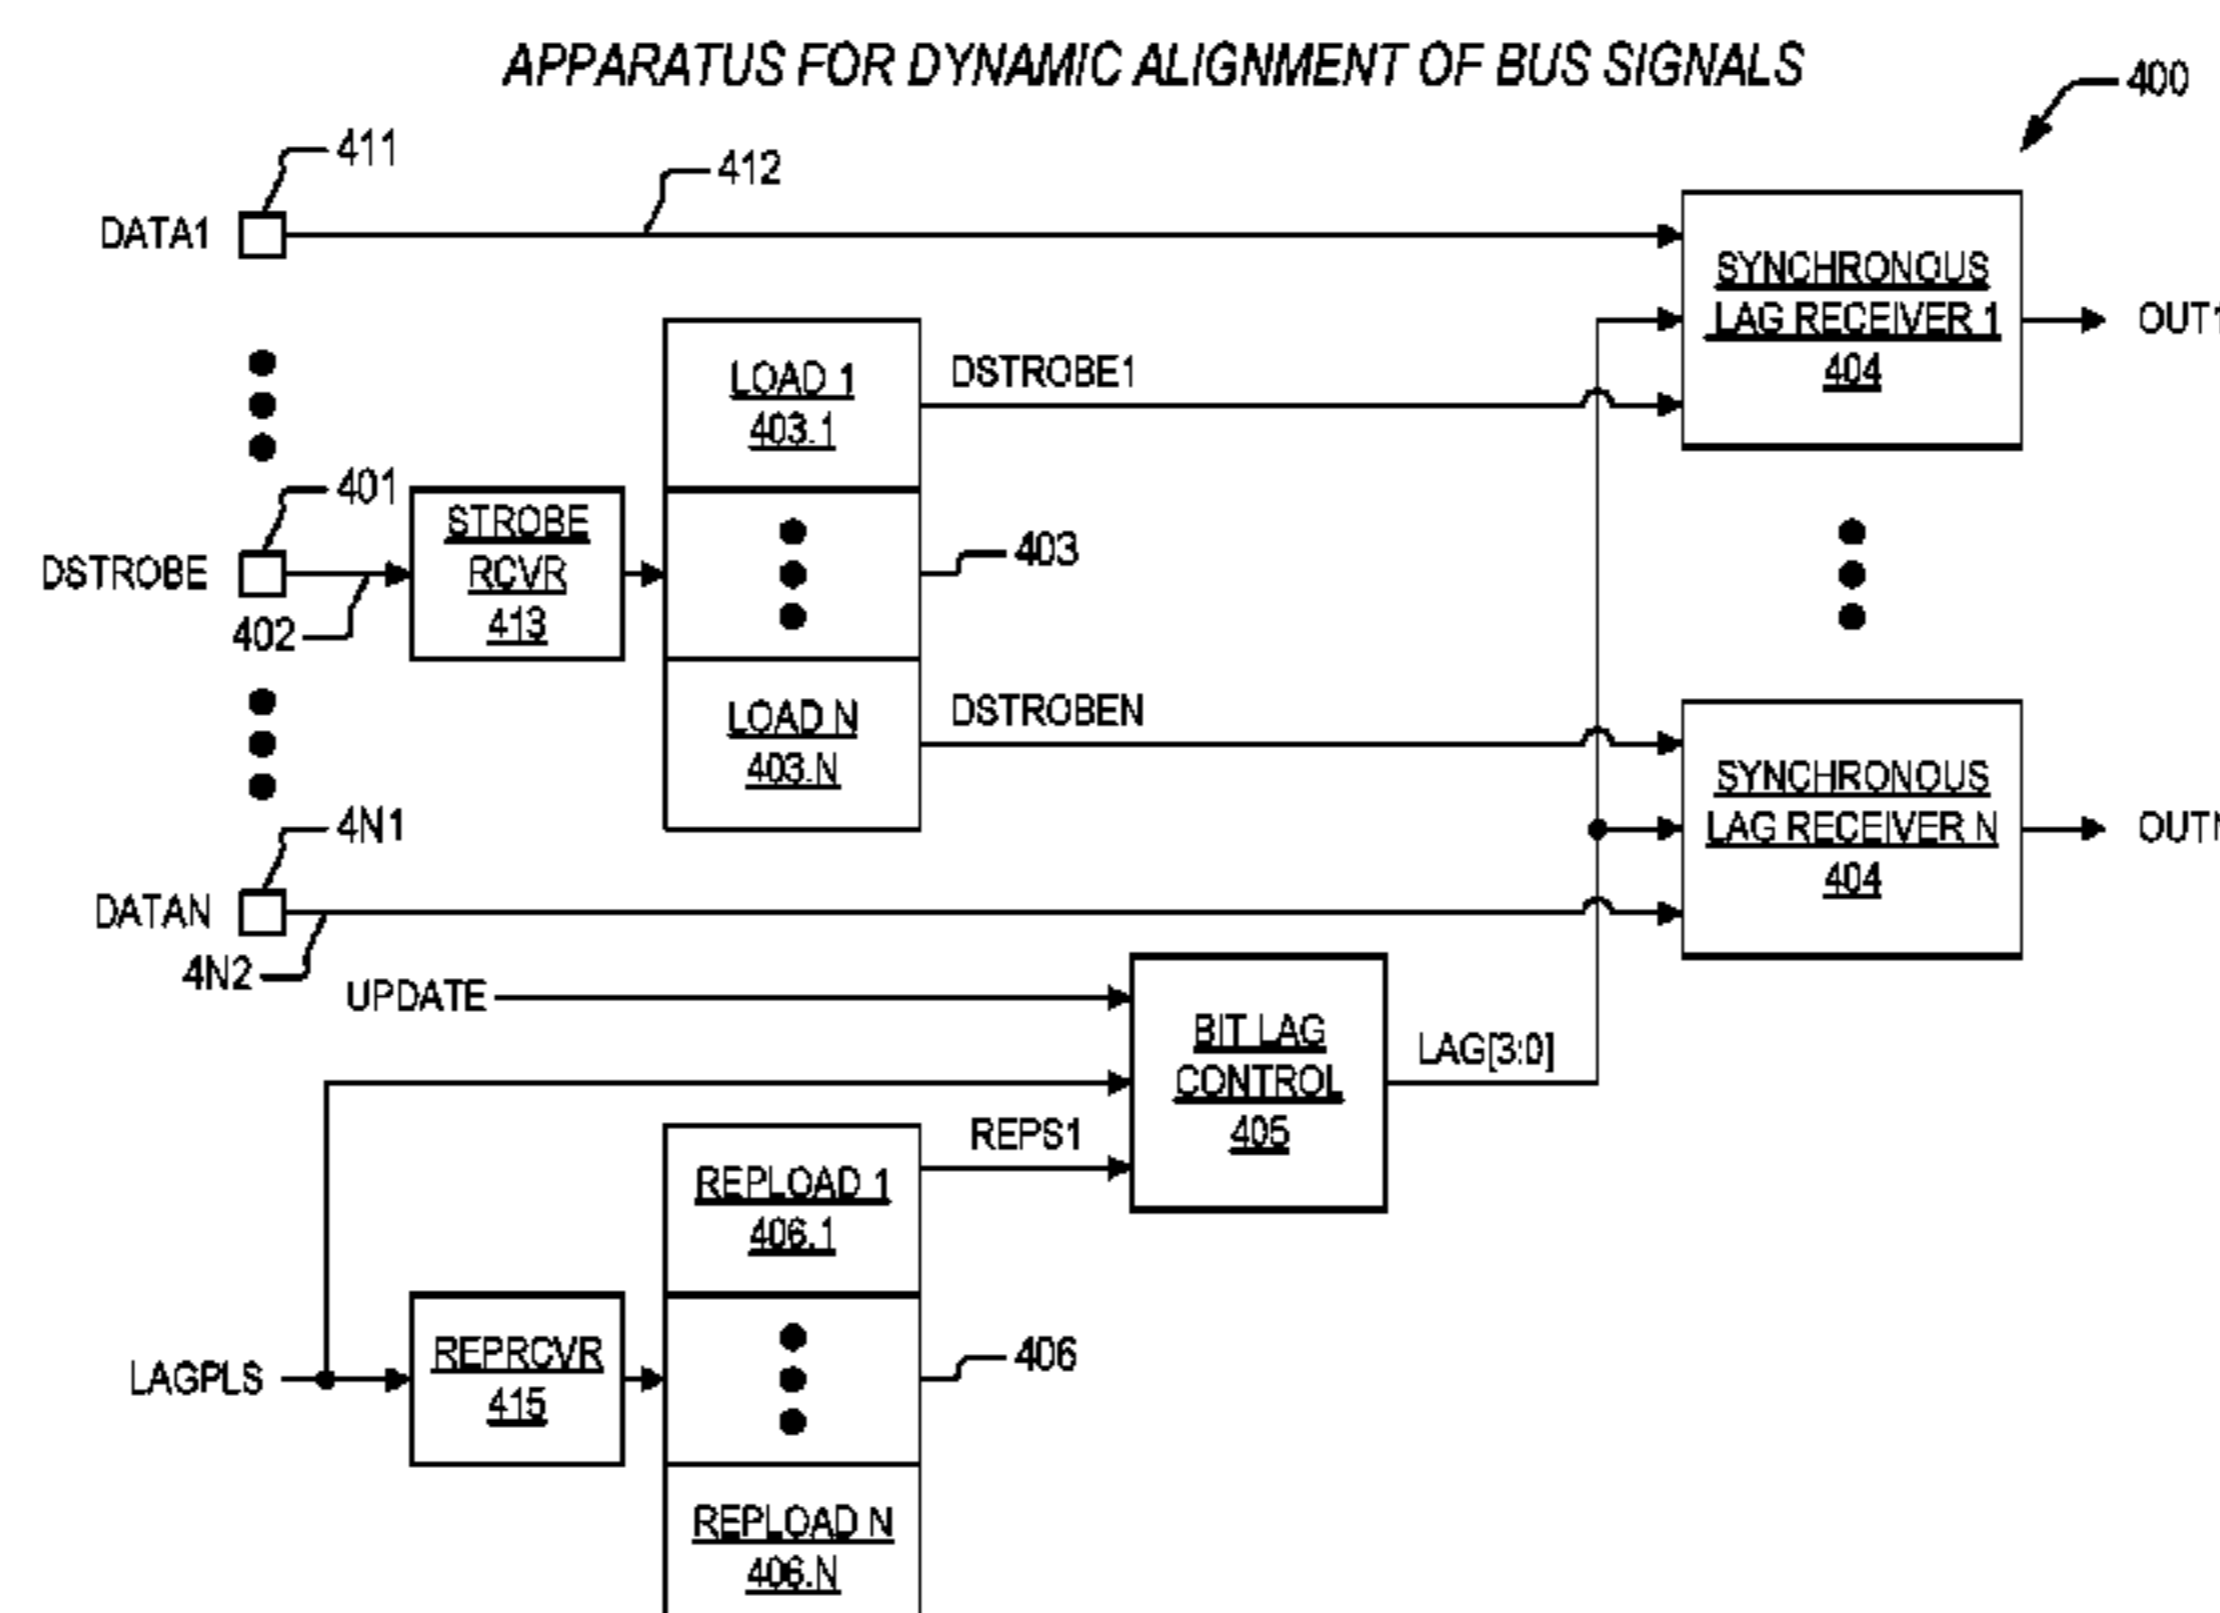 APPARATUS FOR DYNAMIC ALIGNMENT OF BUS SIGNALS
400
411
412
DATA1
SYNCHRONOUS
LAG RECEIVER 1
404
OUT1
LOAD 1
403.1
DSTROBE1
401
DSTROBE
402
STROBE
RCVR
413
403
LOAD N
403.N
DSTROBEN
SYNCHRONOUS
LAG RECEIVER N
404
OUTN
4N1
DATAN
4N2
UPDATE
BIT LAG
CONTROL
405
LAG[3:0]
REPS1
REPLOAD 1
406.1
LAGPLS
REPRCVR
415
406
REPLOAD N
406.N